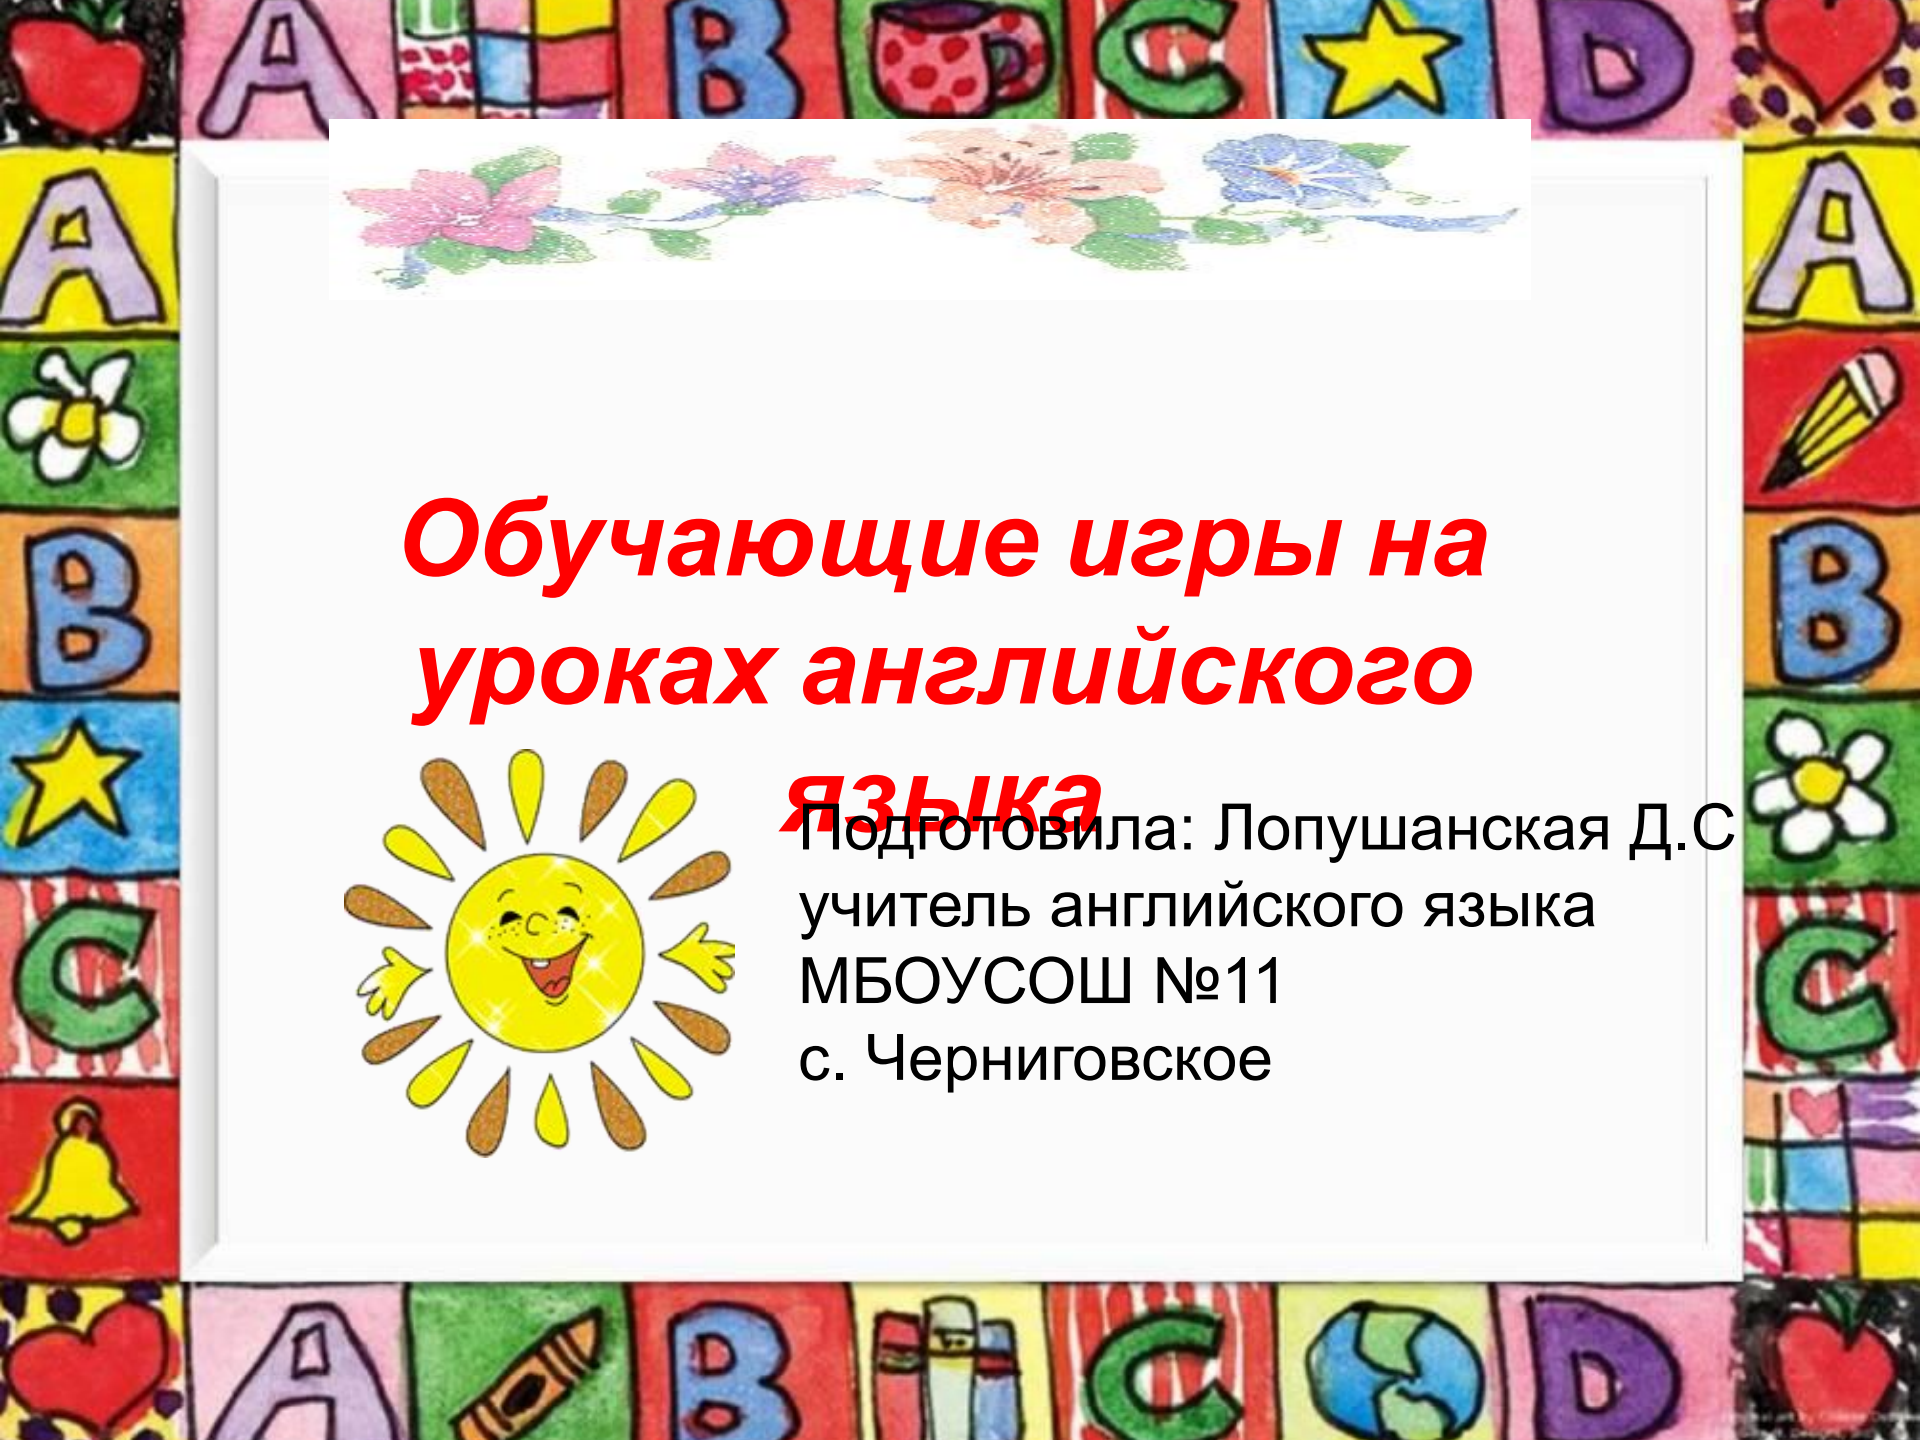 A B C D
A A
B B
C C
Обучающие игры на
уроках английского
языка
Подготовила: Лопушанская Д.С
учитель английского языка
МБОУСОШ №11
с. Черниговское
A B C D